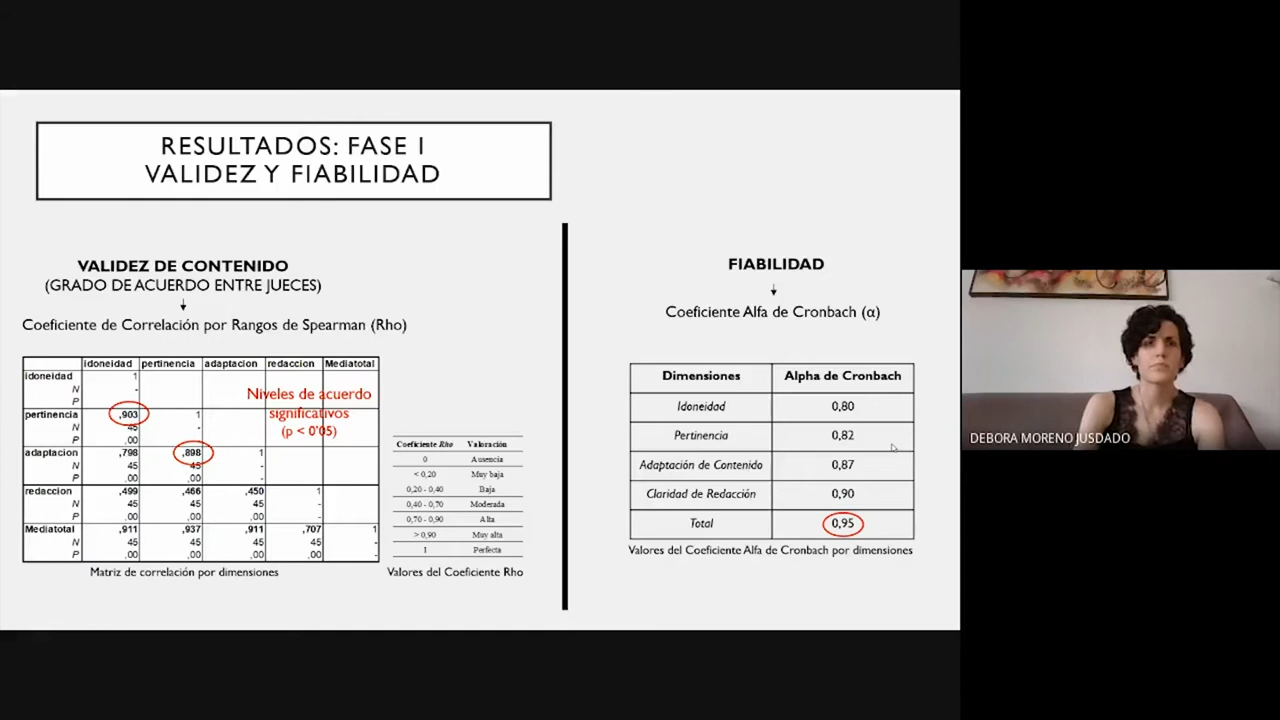 RESULTADOS: FASE I
VALIDEZ Y FIABILIDAD
VALIDEZ DE CONTENIDO
(GRADO DE ACUERDO ENTRE JUECES)
Coeficiente de Correlación por Rangos de Spearman (Rho)
idoneidad pertinencia adaptacion redaccion Mediatotal
idoneidad 1
N -
P
pertinencia ,903 1
N 45 -
P ,00
adaptacion ,798 ,898 1
N 45 45 -
P ,00 ,00 -
redaccion ,499 ,466 ,450 1
N 45 45 45 -
P ,00 ,00 ,00 -
Mediatotal ,911 ,937 ,911 ,707 1
N 45 45 45 45 -
P ,00 ,00 ,00 ,00 -
Niveles de acuerdo
significativos
(p < 0'05)
Matriz de correlación por dimensiones
Coeficiente Rho Valoración
0 Ausencia
< 0,20 Muy baja
0,20 - 0,40 Baja
0,40 - 0,70 Moderada
0,70 - 0,90 Alta
> 0,90 Muy alta
1 Perfecta
Valores del Coeficiente Rho
FIABILIDAD
Coeficiente Alfa de Cronbach (α)
Dimensiones Alpha de Cronbach
Idoneidad 0,80
Pertinencia 0,82
Adaptación de Contenido 0,87
Claridad de Redacción 0,90
Total 0,95
Valores del Coeficiente Alfa de Cronbach por dimensiones
DEBORA MORENO JUSDADO